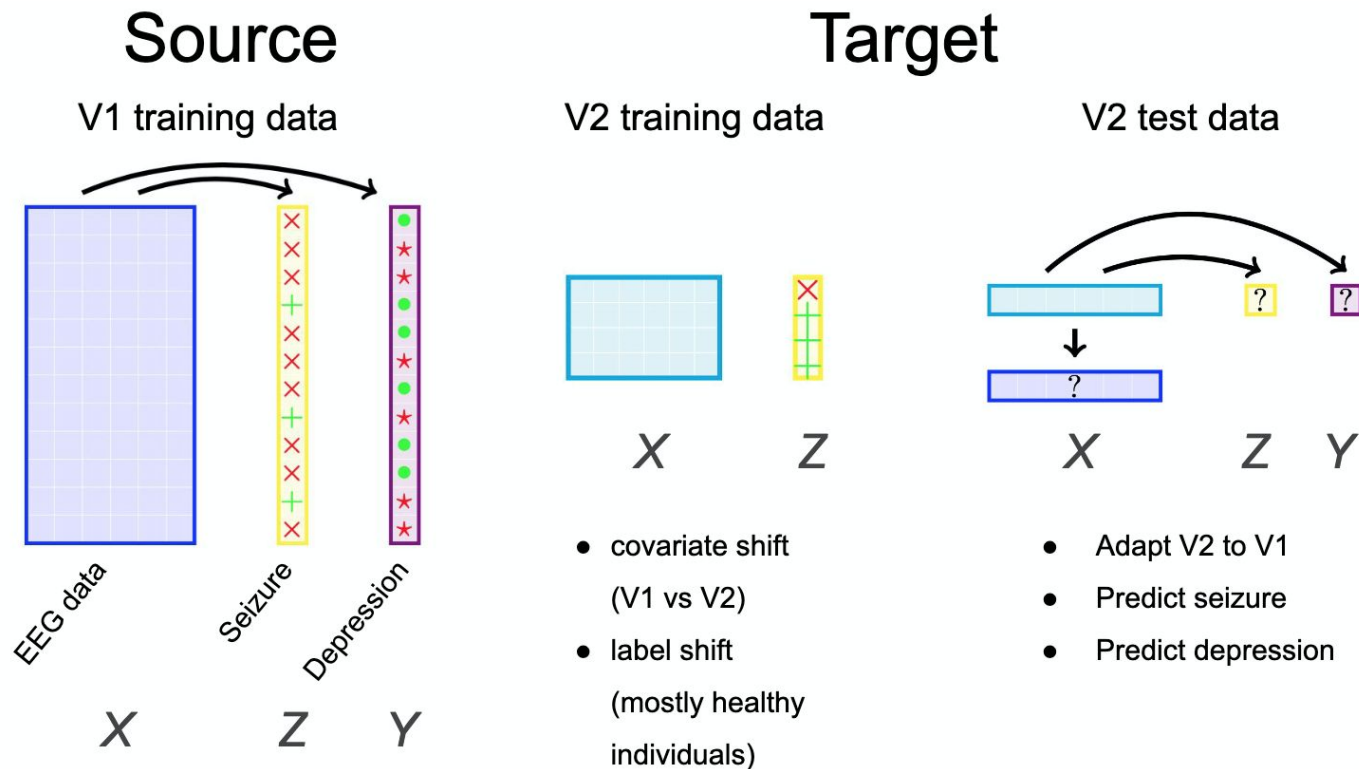 Source
Target
V1 training data
V2 training data
V2 test data
?
?
?
X
Z
X
Z
Y
EEG data
Seizure
Depression
X
Z
Y
● covariate shift
(V1 vs V2)
● label shift
(mostly healthy
individuals)
● Adapt V2 to V1
● Predict seizure
● Predict depression